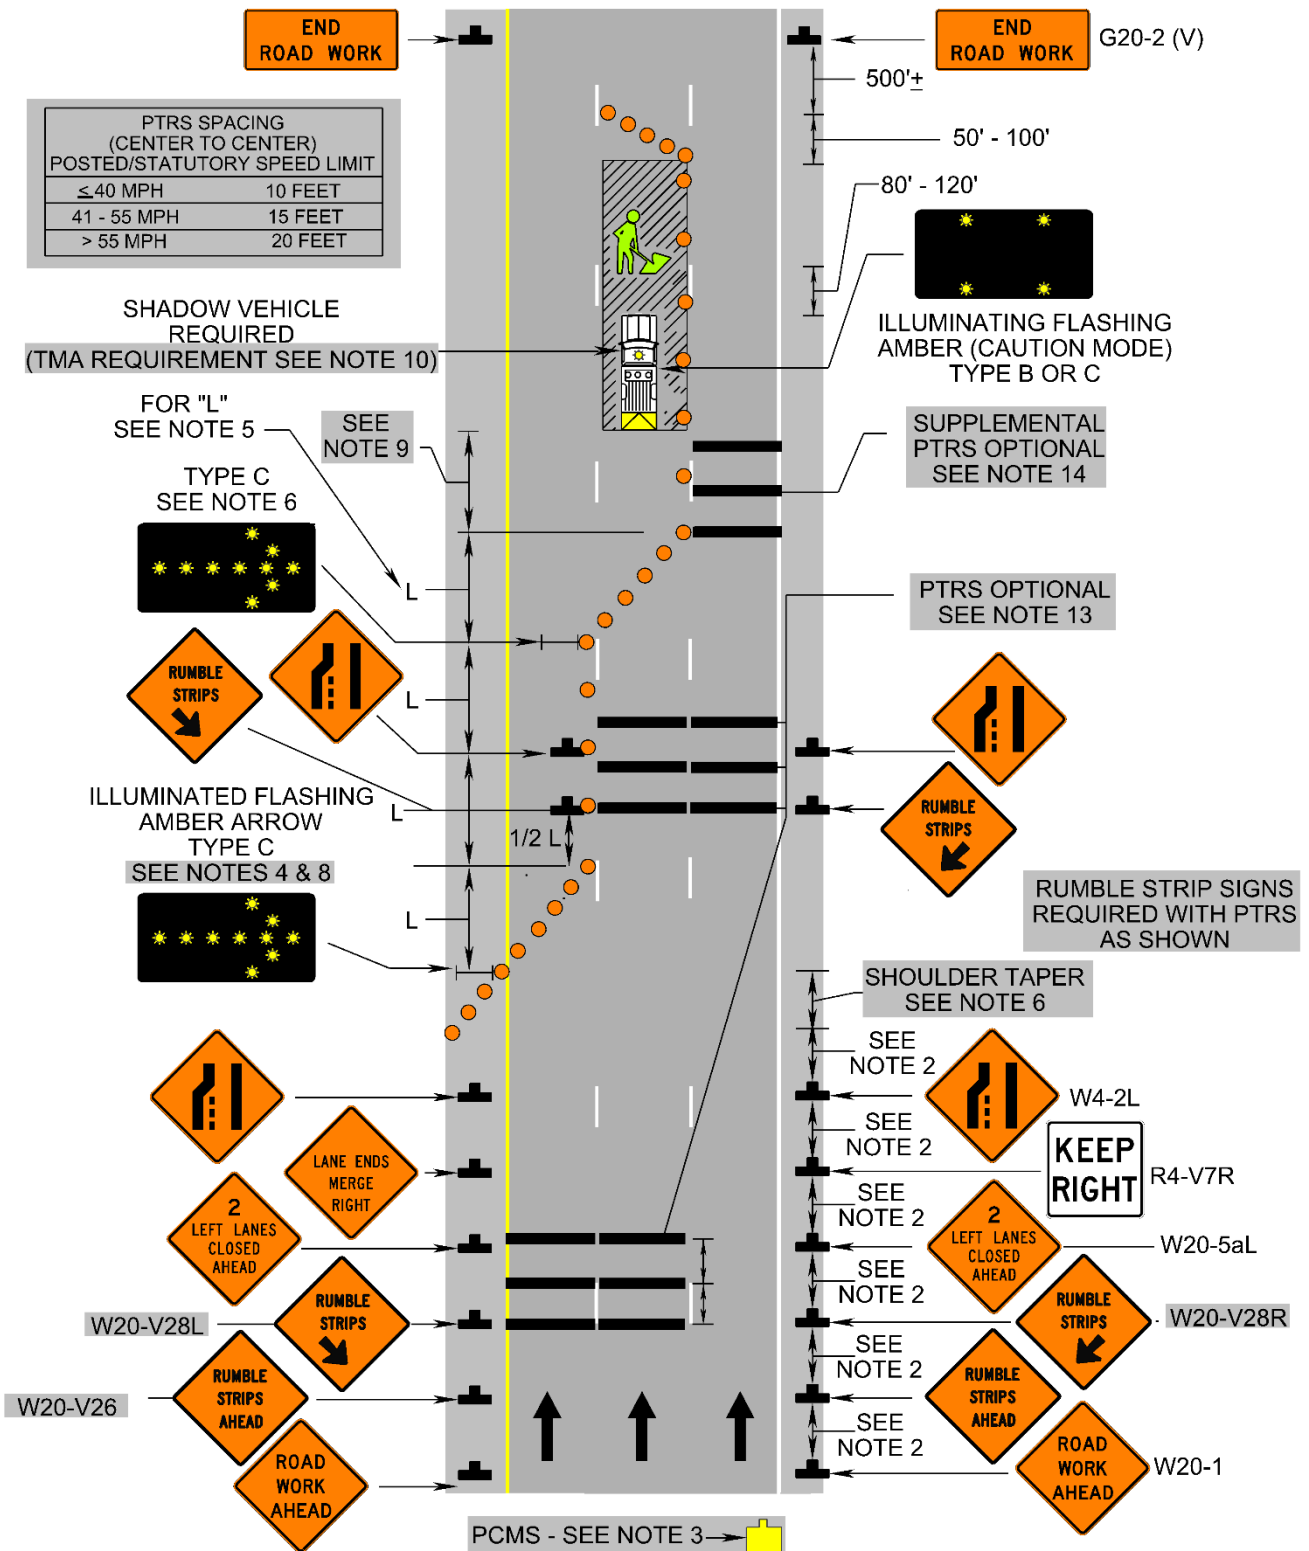 END
ROAD WORK
END
ROAD WORK
G20-2 (V)
500'±
PTRS SPACING
(CENTER TO CENTER)
POSTED/STATUTORY SPEED LIMIT
≤40 MPH 10 FEET
41 - 55 MPH 15 FEET
> 55 MPH 20 FEET
50' - 100'
80' - 120'
SHADOW VEHICLE
REQUIRED
(TMA REQUIREMENT SEE NOTE 10)
ILLUMINATING FLASHING
AMBER (CAUTION MODE)
TYPE B OR C
FOR "L"
SEE NOTE 5
SEE
NOTE 9
SUPPLEMENTAL
PTRS OPTIONAL
SEE NOTE 14
TYPE C
SEE NOTE 6
L
PTRS OPTIONAL
SEE NOTE 13
RUMBLE
STRIPS
L
ILLUMINATED FLASHING
AMBER ARROW
TYPE C
SEE NOTES 4 & 8
L
1/2 L
RUMBLE
STRIPS
L
RUMBLE STRIP SIGNS
REQUIRED WITH PTRS
AS SHOWN
SHOULDER TAPER
SEE NOTE 6
SEE
NOTE 2
W4-2L
SEE
NOTE 2
LANE ENDS
MERGE
RIGHT
KEEP
RIGHT
R4-V7R
SEE
NOTE 2
2
LEFT LANES
CLOSED
AHEAD
2
LEFT LANES
CLOSED
AHEAD
W20-5aL
SEE
NOTE 2
W20-V28L
RUMBLE
STRIPS
RUMBLE
STRIPS
W20-V28R
SEE
NOTE 2
W20-V26
RUMBLE
STRIPS
AHEAD
RUMBLE
STRIPS
AHEAD
SEE
NOTE 2
ROAD
WORK
AHEAD
ROAD
WORK
AHEAD
W20-1
PCMS - SEE NOTE 3